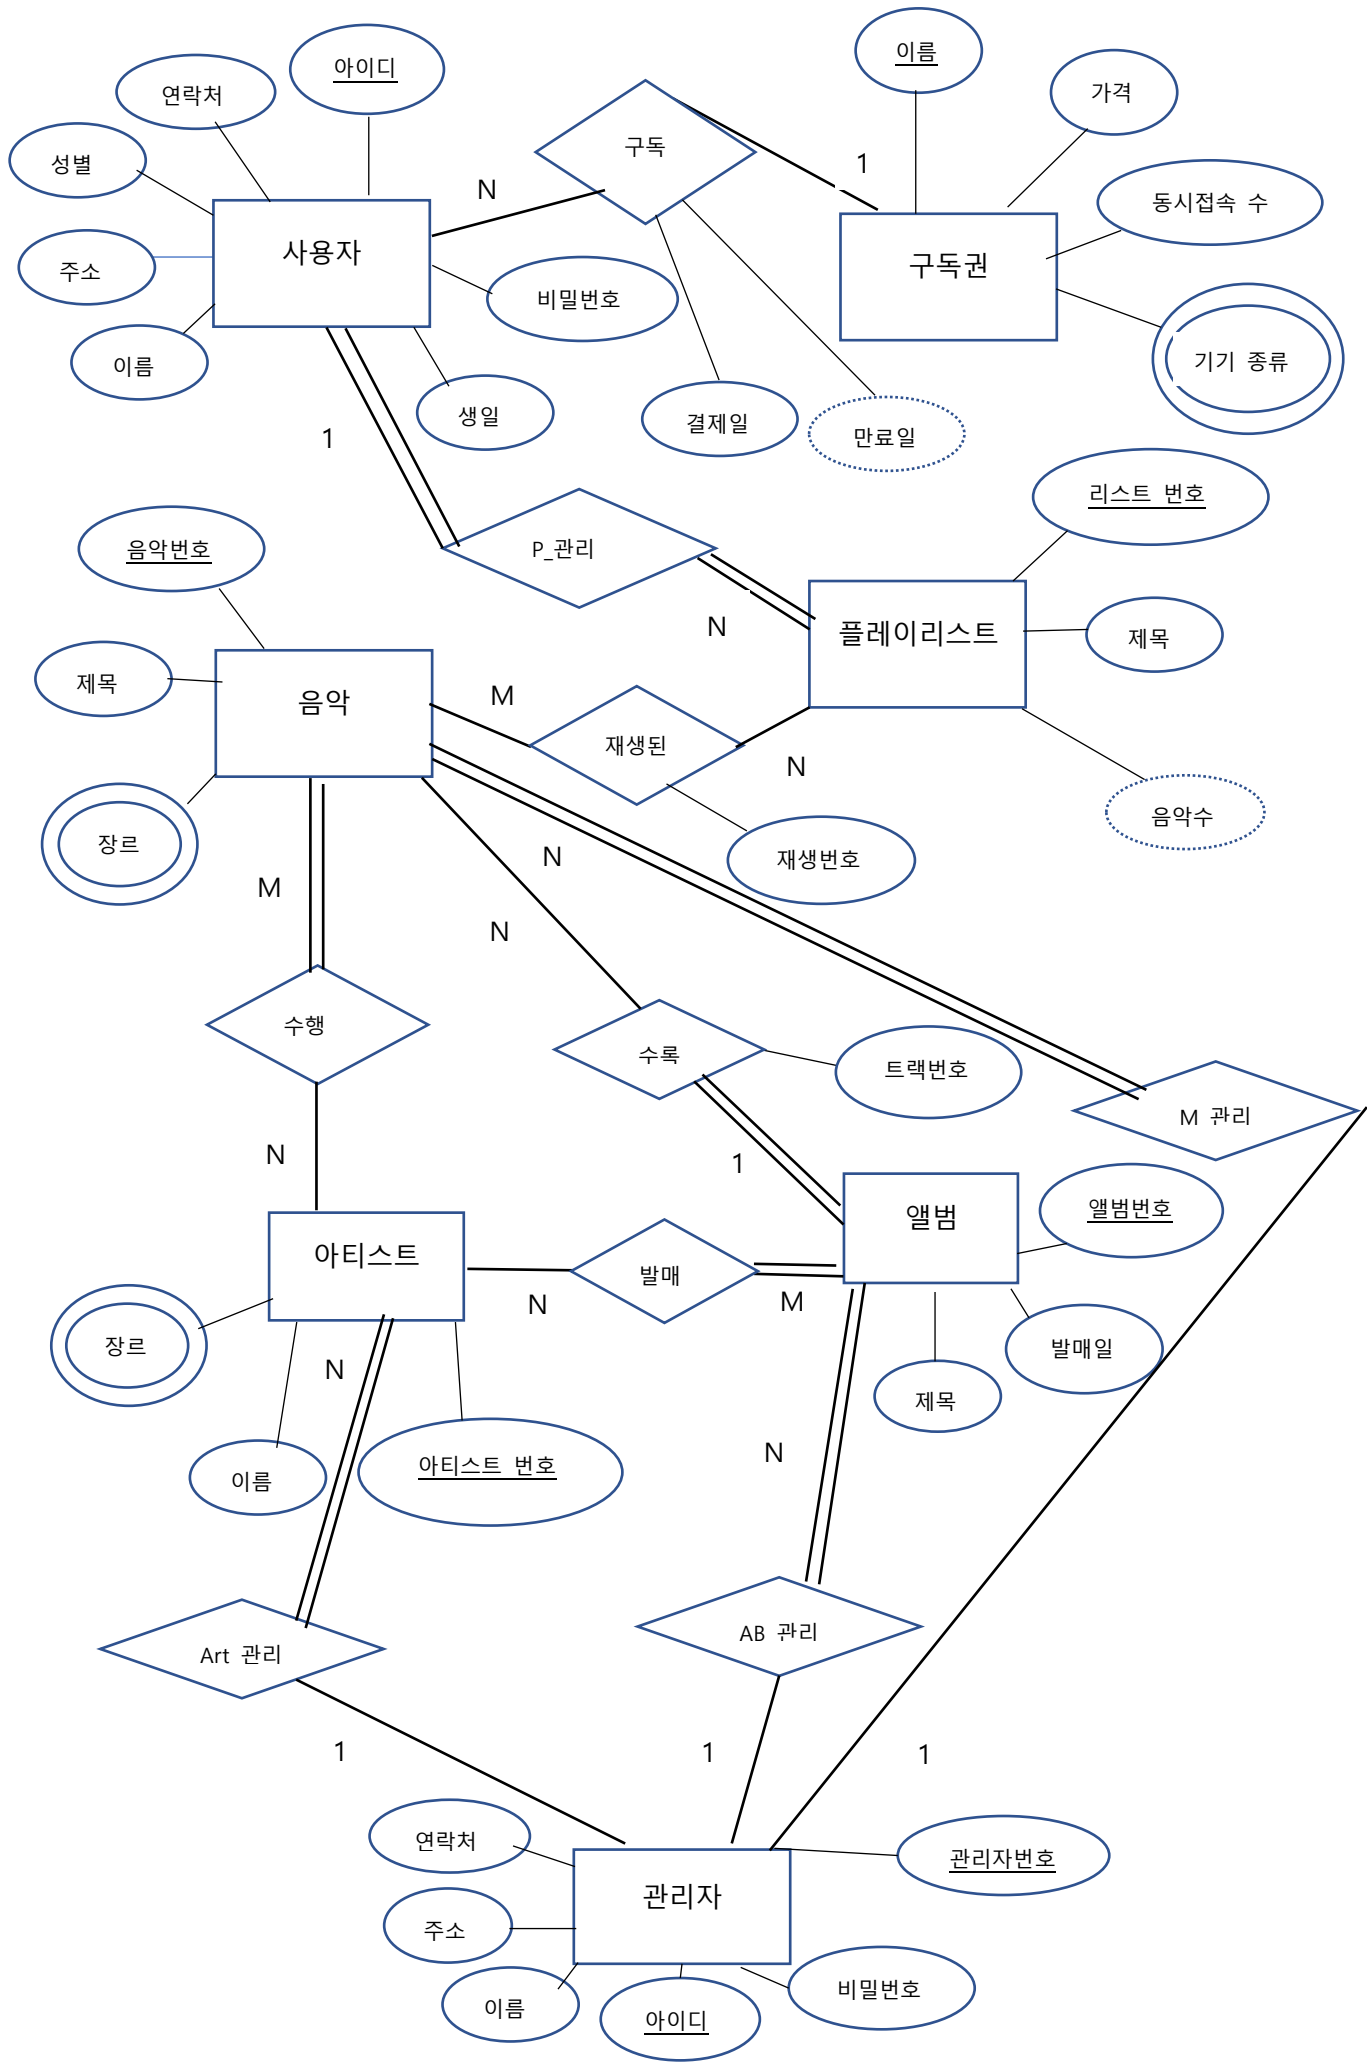 아이디
이름
연락처
가격
성별
구독
1
N
동시접속 수
사용자
구독권
주소
비밀번호
이름
기기 종류
생일
결제일
만료일
1
리스트 번호
음악번호
P_관리
N
플레이리스트
제목
제목
음악
M
재생된
N
음악수
장르
N
재생번호
M
N
수행
수록
트랙번호
M 관리
N
1
앨범
앨범번호
아티스트
발매
N
M
장르
N
발매일
제목
N
이름
아티스트 번호
Art 관리
AB 관리
1
1
1
연락처
관리자번호
관리자
주소
이름
아이디
비밀번호